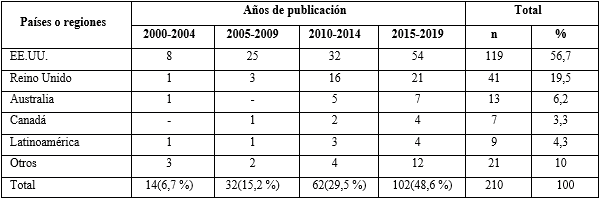 Países o regiones Años de publicación Total
2000-2004 2005-2009 2010-2014 2015-2019 n %
EE.UU. 8 25 32 54 119 56,7
Reino Unido 1 3 16 21 41 19,5
Australia 1 - 5 7 13 6,2
Canadá - 1 2 4 7 3,3
Latinoamérica 1 1 3 4 9 4,3
Otros 3 2 4 12 21 10
Total 14(6,7 %) 32(15,2 %) 62(29,5 %) 102(48,6 %) 210 100